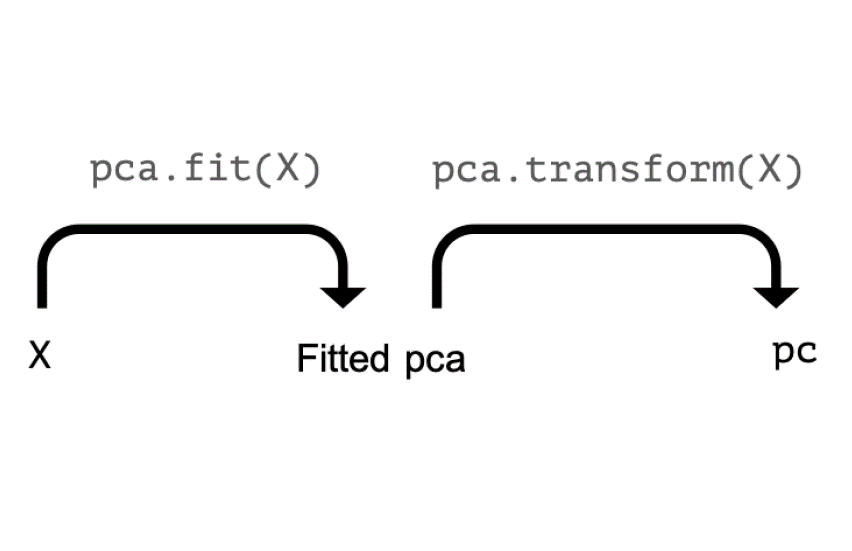 pca.fit(X)
pca.transform(X)
X
Fitted pca
pc